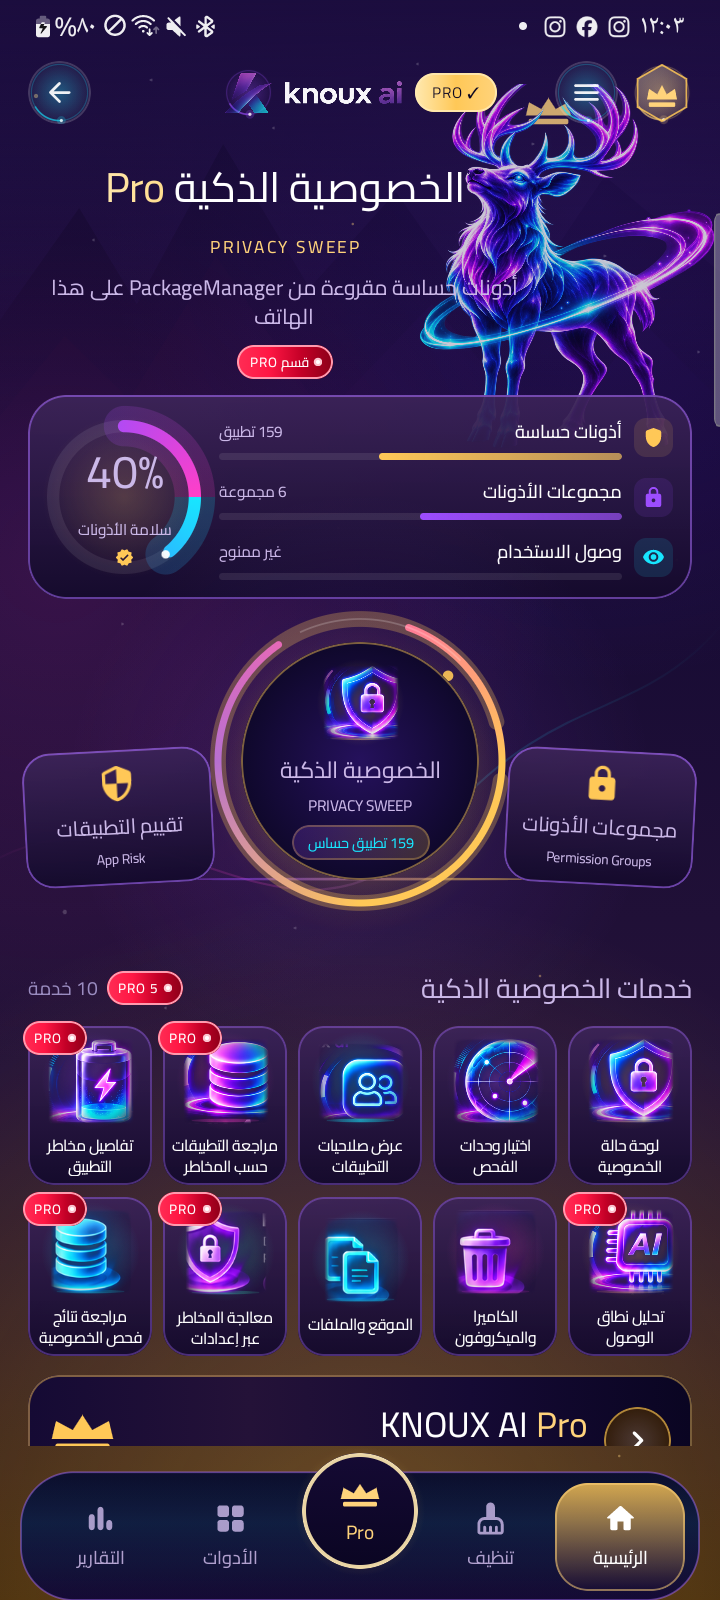 ١٢:٠٣
%٨٠
knoux ai
PRO ✓
الخصوصية الذكية Pro
PRIVACY SWEEP
أذونات حساسة مقروءة من PackageManager على هذا
الهاتف
قسم PRO
أذونات حساسة
159 تطبيق
مجموعات الأذونات
6 مجموعة
وصول الاستخدام
غير ممنوح
40%
سلامة الأذونات
الخصوصية الذكية
PRIVACY SWEEP
159 تطبيق حساس
مجموعات الأذونات
Permission Groups
تقييم التطبيقات
App Risk
خدمات الخصوصية الذكية
PRO 5
10 خدمة
لوحة حالة
الخصوصية
اختيار وحدات
الفحص
عرض صلاحيات
التطبيقات
PRO
مراجعة التطبيقات
حسب المخاطر
PRO
تفاصيل مخاطر
التطبيق
PRO
AI
تحليل نطاق
الوصول
الكاميرا
والميكروفون
الموقع والملفات
PRO
معالجة المخاطر
عبر إعدادات
PRO
مراجعة نتائج
فحص الخصوصية
KNOUX AI Pro
الرئيسية
تنظيف
Pro
الأدوات
التقارير